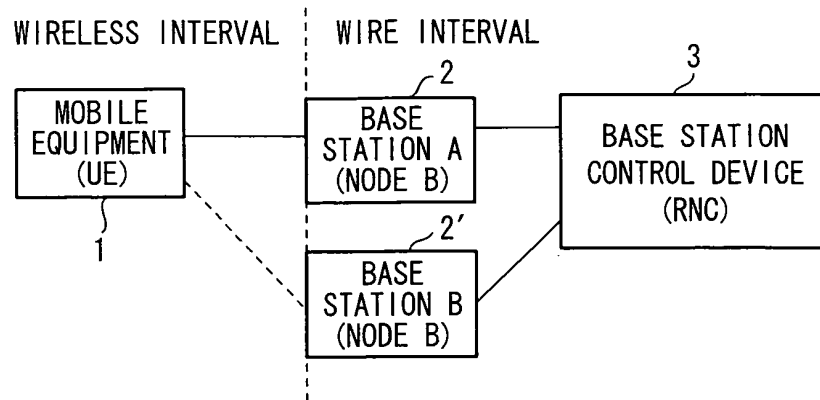 WIRELESS INTERVAL
WIRE INTERVAL
2
3
MOBILE
EQUIPMENT
(UE)
1
BASE
STATION A
(NODE B)
BASE STATION
CONTROL DEVICE
(RNC)
2'
BASE
STATION B
(NODE B)